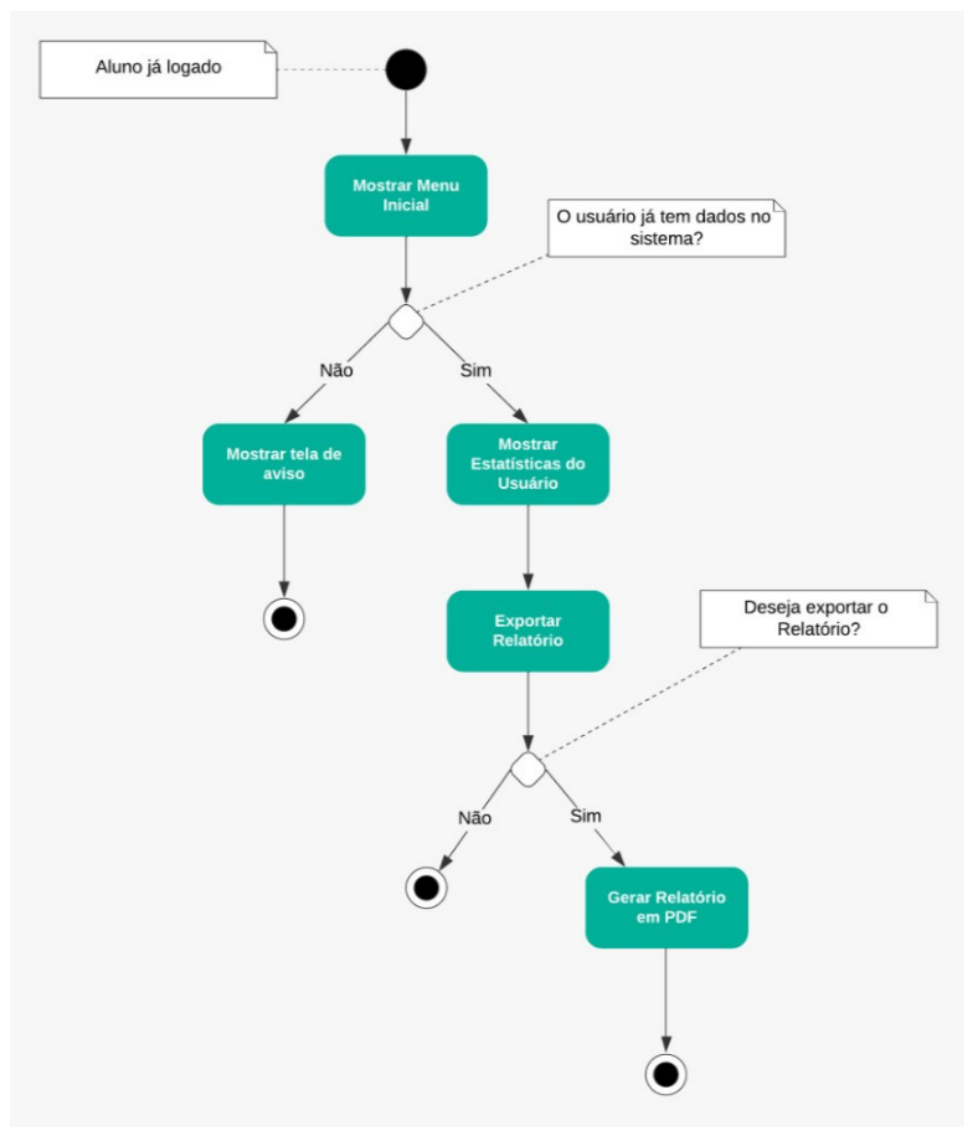 Aluno já logado
Mostrar Menu
Inicial
O usuário já tem dados no
sistema?
Não
Sim
Mostrar tela de
aviso
Mostrar
Estatísticas do
Usuário
Exportar
Relatório
Deseja exportar o
Relatório?
Não
Sim
Gerar Relatório
em PDF